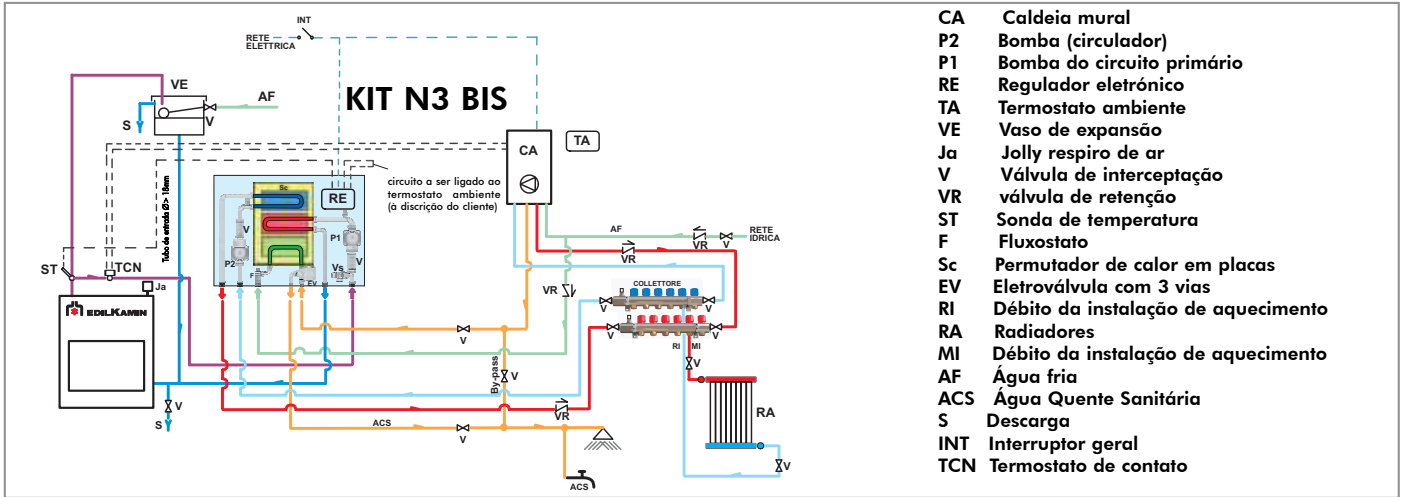 INT
RETE
ELETTRICA
VE
AF
KIT N3 BIS
S
V
CA
TA
Tubo de entrada Ø > 18mm
Sc
RE
circuito a ser ligado ao
termostato ambiente
(à discrição do cliente)
V
P1
P2
V
F
Vs
EV
AF
VR
V
RETE
IDRICA
VR
ST
TCN
Ja
EDILKAMIN
VR
COLLETTORE
V
V
V
V
RI
MI
V
V
By-pass
V
RA
S
V
ACS
V
VR
V
ACS
CA Caldeia mural
P2 Bomba (circulador)
P1 Bomba do circuito primário
RE Regulador eletrónico
TA Termostato ambiente
VE Vaso de expansão
Ja Jolly respiro de ar
V Válvula de interceptação
VR válvula de retenção
ST Sonda de temperatura
F Fluxostato
Sc Permutador de calor em placas
EV Eletroválvula com 3 vias
RI Débito da instalação de aquecimento
RA Radiadores
MI Débito da instalação de aquecimento
AF Água fria
ACS Água Quente Sanitária
S Descarga
INT Interruptor geral
TCN Termostato de contato